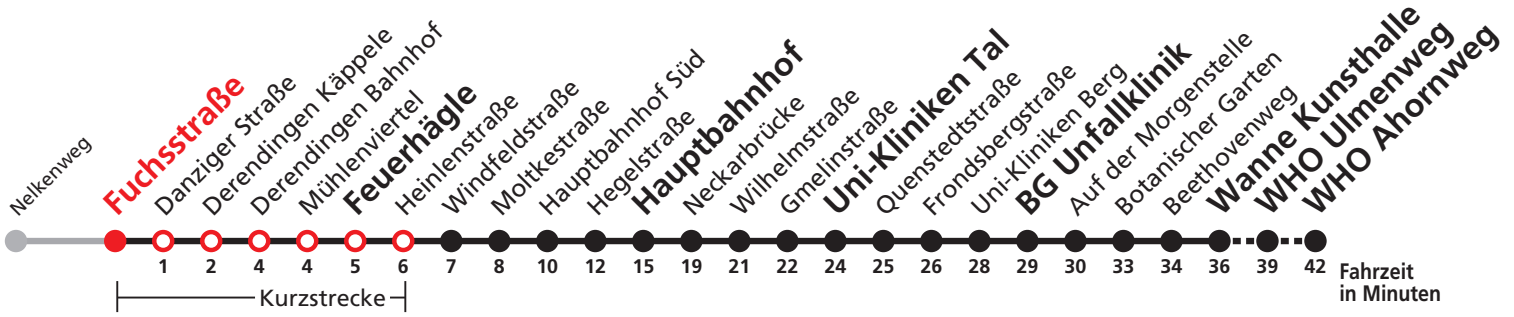 Nelkenweg
Fuchsstraße
Danziger Straße
Derendingen Käppele
Derendingen Bahnhof
Mühlenviertel
Feuerhägle
Heinlenstraße
Windfeldstraße
Moltkestraße
Hauptbahnhof Süd
Hegelstraße
Hauptbahnhof
Neckarbrücke
Wilhelmstraße
Gmelinstraße
Uni-Kliniken Tal
Quenstedtstraße
Frondsbergstraße
Uni-Kliniken Berg
BG Unfallklinik
Auf der Morgenstelle
Botanischer Garten
Beethovenweg
Wanne Kunsthalle
WHO Ulmenweg
WHO Ahornweg
1 2 4 4 5 6 7 8 10 12 15 19 21 22 24 25 26 28 29 30 33 34 36 39 42
Fahrzeit
in Minuten
Kurzstrecke